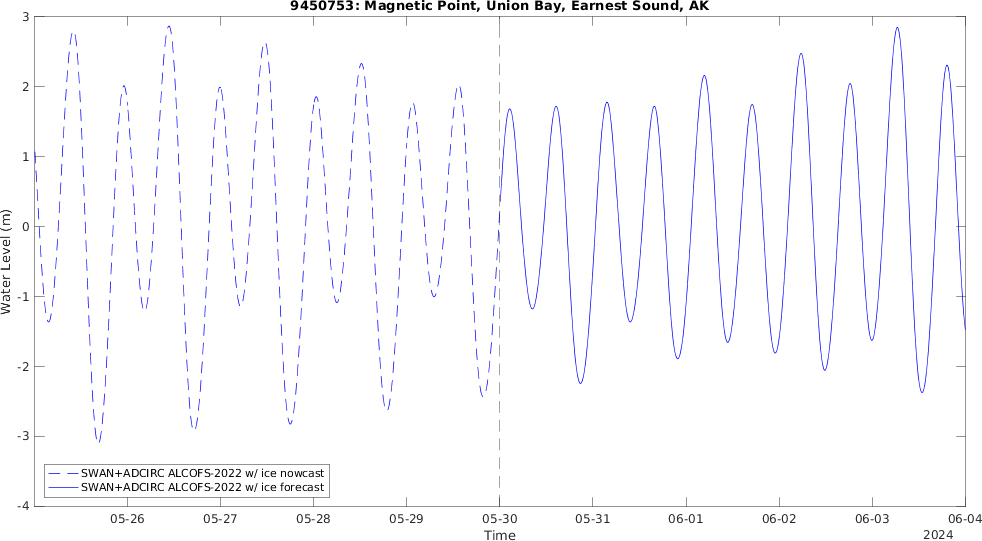 9450753: Magnetic Point, Union Bay, Earnest Sound, AK
3
2
1
0
-1
-2
-3
-4
Water Level (m)
SWAN+ADCIRC ALCOFS-2022 w/ ice nowcast
SWAN+ADCIRC ALCOFS-2022 w/ ice forecast
05-26 05-27 05-28 05-29 05-30 05-31 06-01 06-02 06-03 06-04
Time
2024